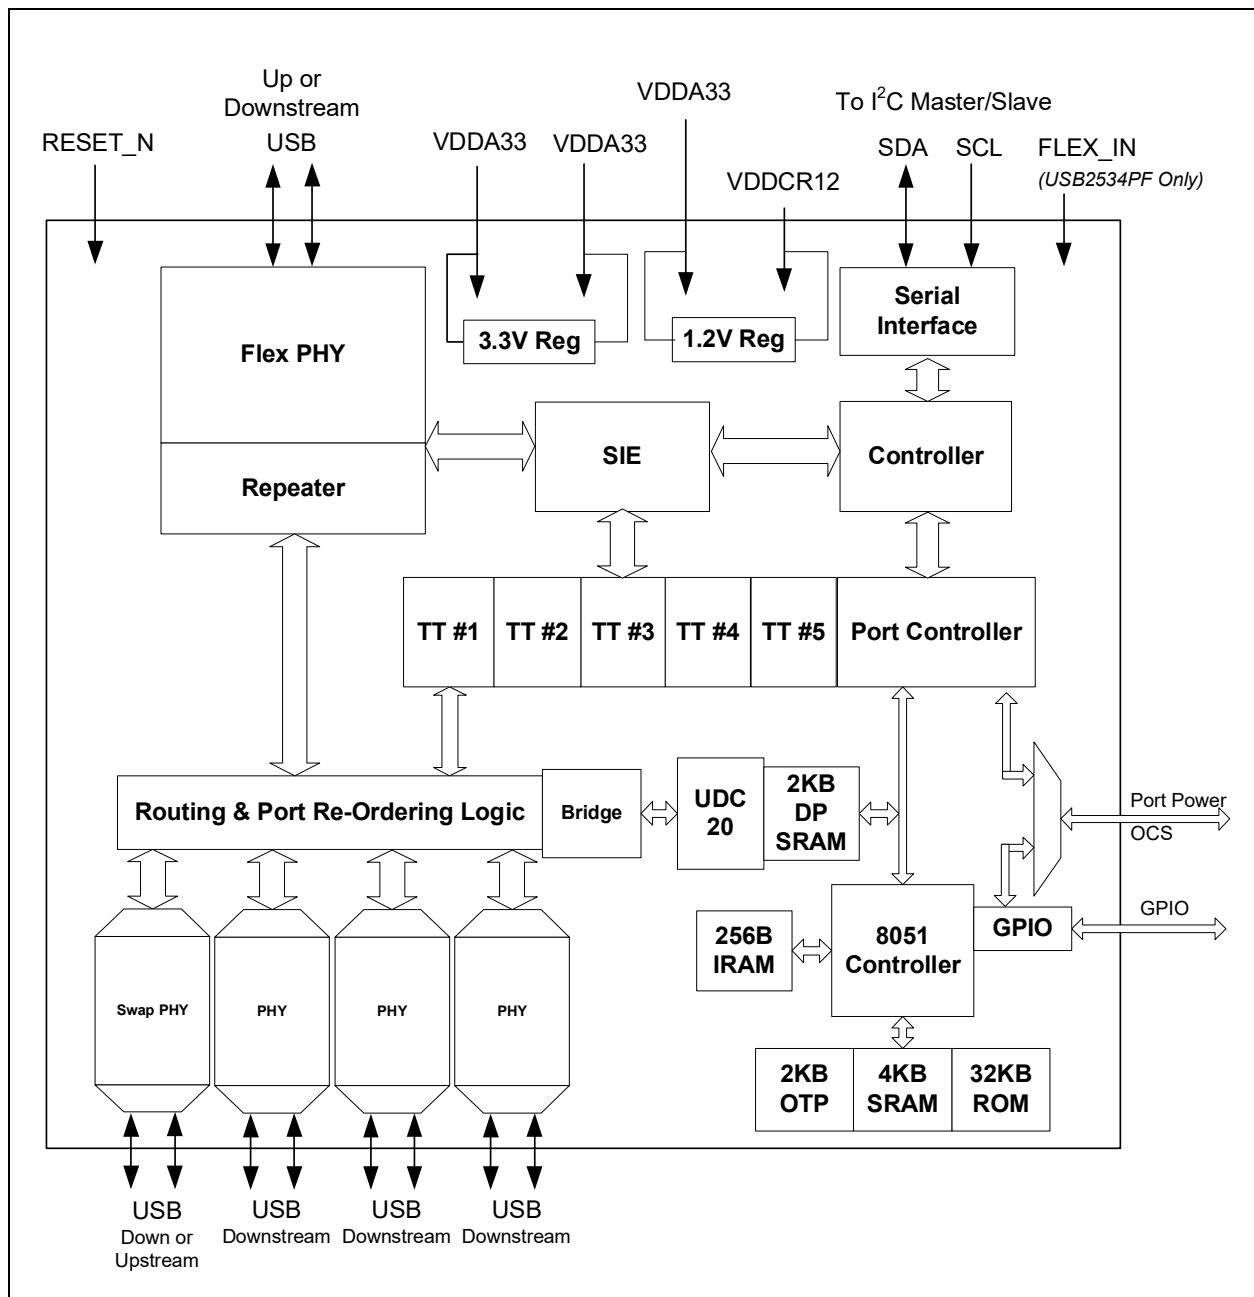 Up or
Downstream
USB
RESET_N
VDDA33
VDDA33
VDDA33
VDDCR12
To I²C Master/Slave
SDA
SCL
FLEX_IN
(USB2534PF Only)
Flex PHY
3.3V Reg
1.2V Reg
Serial
Interface
Repeater
SIE
Controller
TT #1
TT #2
TT #3
TT #4
TT #5
Port Controller
Routing & Port Re-Ordering Logic
Bridge
UDC
20
2KB
DP
SRAM
Port Power
OCS
256B
IRAM
8051
Controller
GPIO
GPIO
Swap PHY
PHY
PHY
PHY
2KB
OTP
4KB
SRAM
32KB
ROM
USB
Down or
Upstream
USB
Downstream
USB
Downstream
USB
Downstream